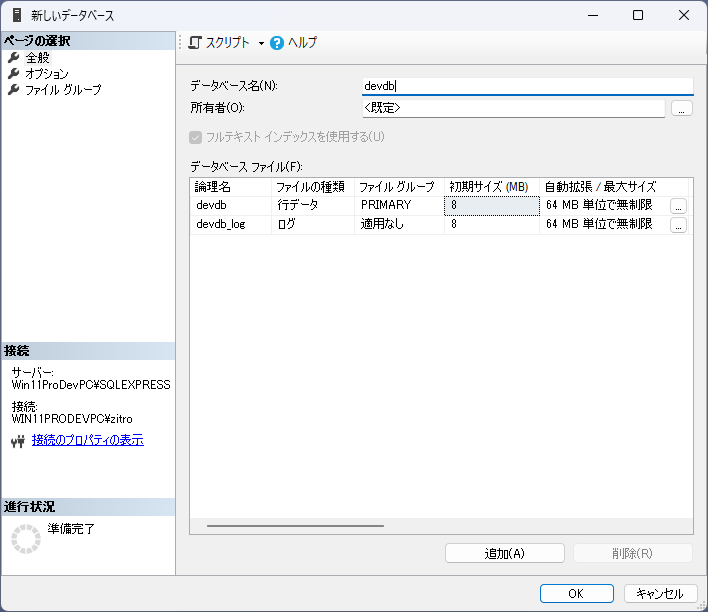 新しいデータベース
ページの選択
全般
オプション
ファイル グループ
スクリプト
ヘルプ
データベース名(N):
devdb
所有者(O):
<既定>
...
フルテキスト インデックスを使用する(U)
データベース ファイル(F):
論理名 ファイルの種類 ファイル グループ 初期サイズ (MB) 自動拡張 / 最大サイズ
devdb 行データ PRIMARY 8 64 MB 単位で無制限 ...
devdb_log ログ 適用なし 8 64 MB 単位で無制限 ...
接続
サーバー:
Win11ProDevPC¥SQLEXPRESS
接続:
WIN11PRODEVPC¥zitro
接続のプロパティの表示
進行状況
準備完了
追加(A)
削除(R)
OK
キャンセル